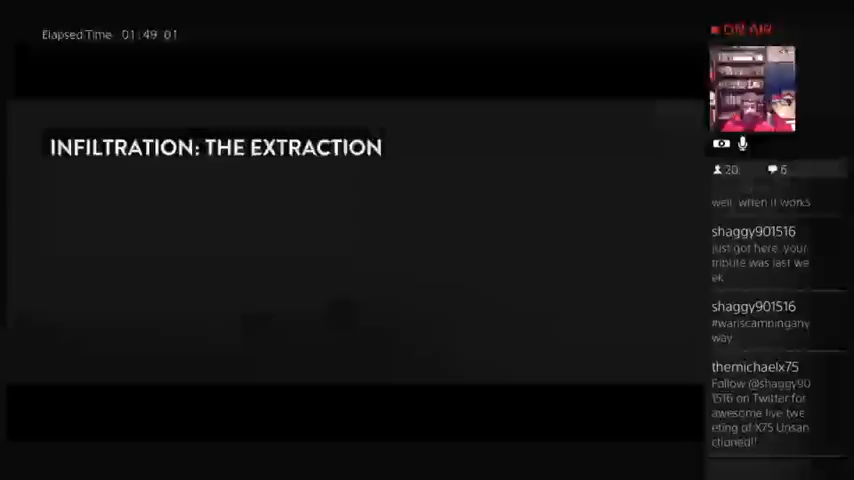 Elapsed Time 01:49 01
ON AIR
INFILTRATION: THE EXTRACTION
20
6
well when it works
shaggy901516
just got here. your
tribute was last we
ek
shaggy901516
#wariscampingany
way
themichaelx75
Follow @shaggy90
1516 on Twitter for
awesome live twe
eting of X75 Unsan
ctioned!!